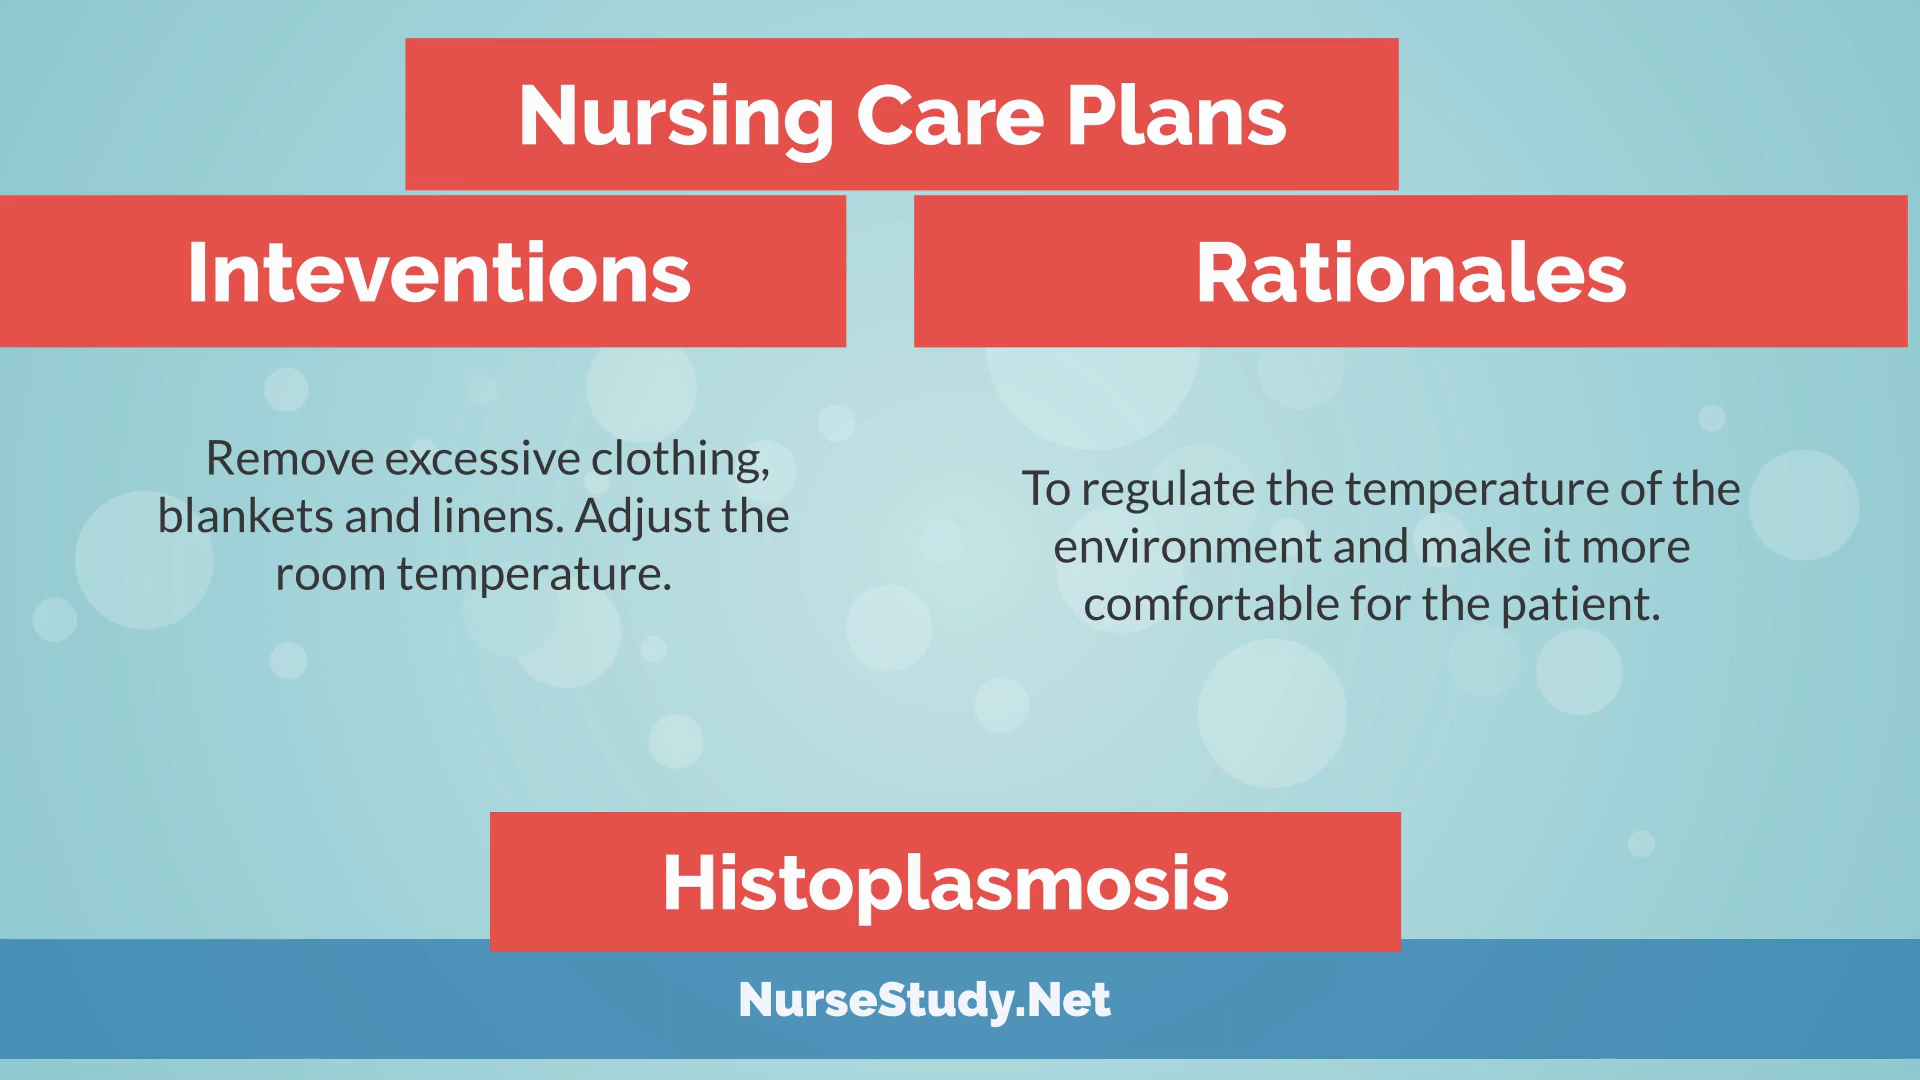 Nursing Care Plans
Inteventions
Rationales
Remove excessive clothing,
blankets and linens. Adjust the
room temperature.
To regulate the temperature of the
environment and make it more
comfortable for the patient.
Histoplasmosis
NurseStudy.Net